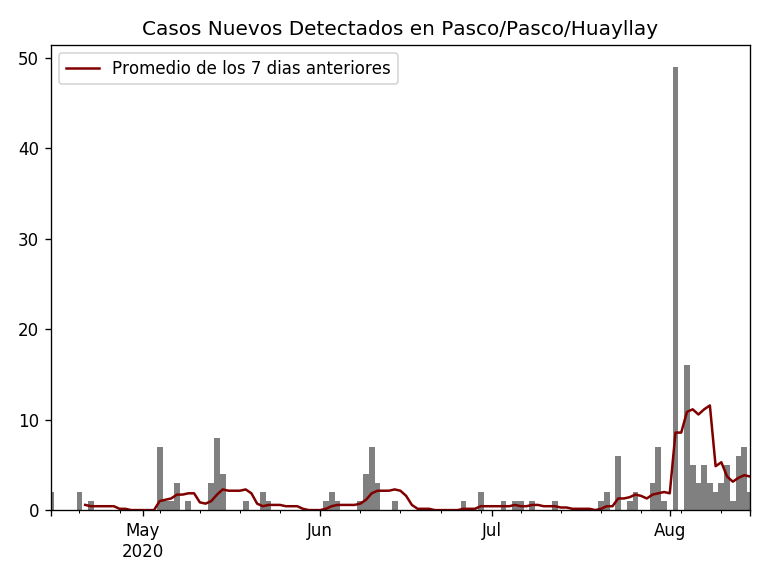 Casos Nuevos Detectados en Pasco/Pasco/Huayllay
Promedio de los 7 dias anteriores
50
40
30
20
10
0
May
2020
Jun
Jul
Aug